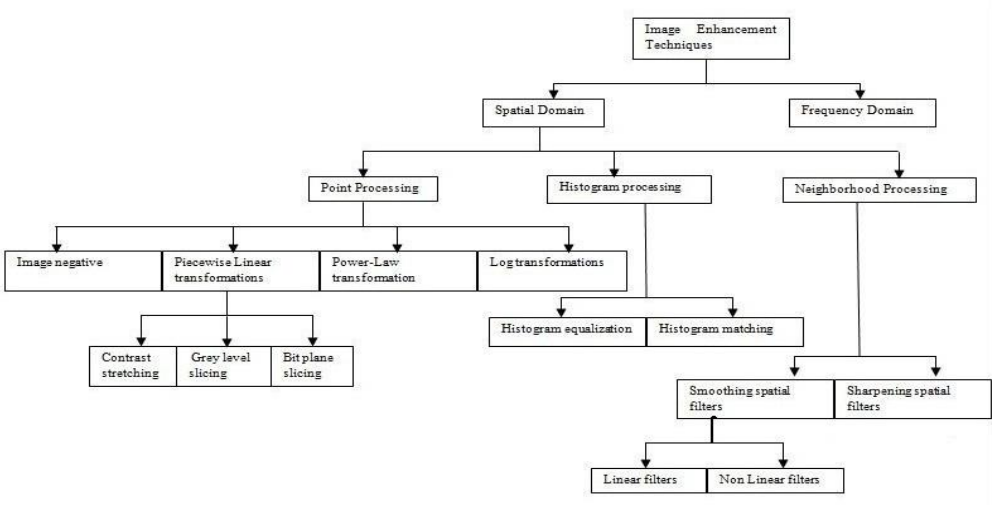 Image Enhancement
Techniques
Spatial Domain
Frequency Domain
Point Processing
Histogram processing
Neighborhood Processing
Image negative
Piecewise Linear
transformations
Power-Law
transformation
Log transformations
Histogram equalization
Histogram matching
Contrast
stretching
Grey level
slicing
Bit plane
slicing
Smoothing spatial
filters
Sharpening spatial
filters
Linear filters
Non Linear filters